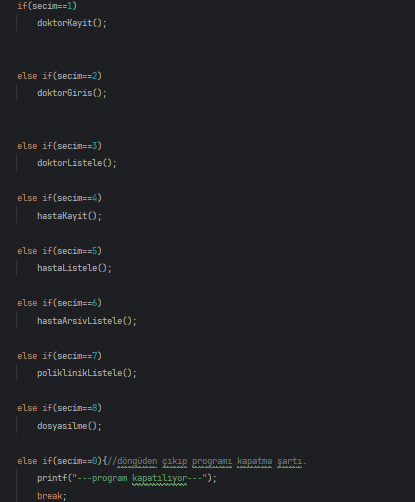 if(secim==1)
doktorKayit();
else if(secim==2)
doktorGiris();
else if(secim==3)
doktorListele();
else if(secim==4)
hastaKayit();
else if(secim==5)
hastaListele();
else if(secim==6)
hastaArsivListele();
else if(secim==7)
poliklinikListele();
else if(secim==8)
dosyasilme();
else if(secim==0){//döngüden çıkıp programı kapatma şartı.
printf("---program kapatılıyor---");
break;